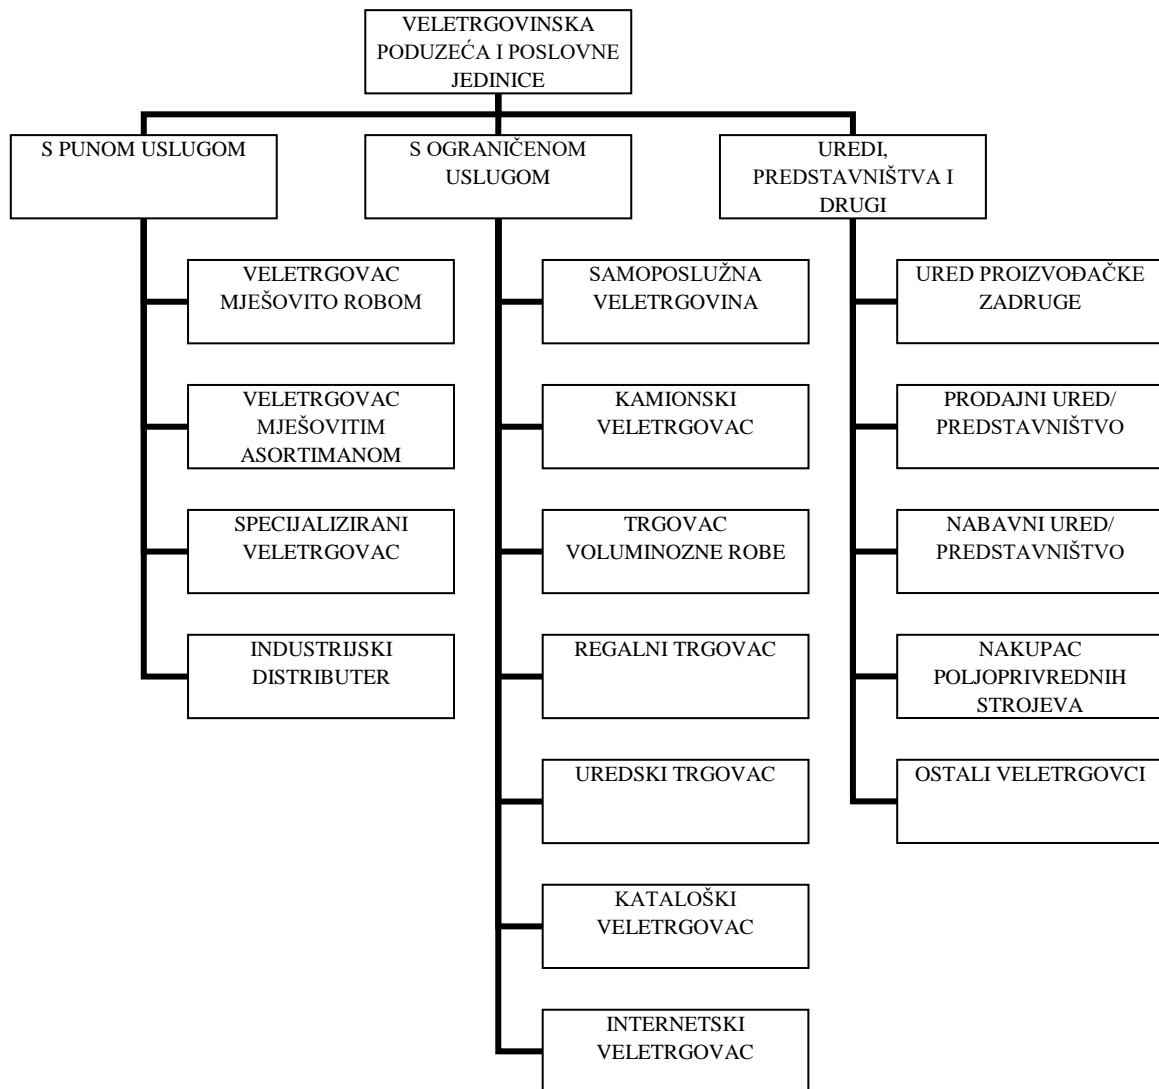 VELETRGOVINSKA
PODUZEĆA I POSLOVNE
JEDINICE
S PUNOM USLUGOM
S OGRANIČENOM
USLUGOM
UREDI,
PREDSTAVNIŠTVA I
DRUGI
VELETRGOVAC
MJEŠOVITO ROBOM
VELETRGOVAC
MJEŠOVITIM
ASORTIMANOM
SPECIJALIZIRANI
VELETRGOVAC
INDUSTRIJSKI
DISTRIBUTER
SAMOPOSLUŽNA
VELETRGOVINA
KAMIONSKI
VELETRGOVAC
TRGOVAC
VOLUMINOZNE ROBE
REGALNI TRGOVAC
UREDSKI TRGOVAC
KATALOŠKI
VELETRGOVAC
INTERNETSKI
VELETRGOVAC
URED PROIZVOĐAČKE
ZADRUGE
PRODAJNI URED/
PREDSTAVNIŠTVO
NABAVNI URED/
PREDSTAVNIŠTVO
NAKUPAC
POLJOPRIVREDNIH
STROJEVA
OSTALI VELETRGOVCI